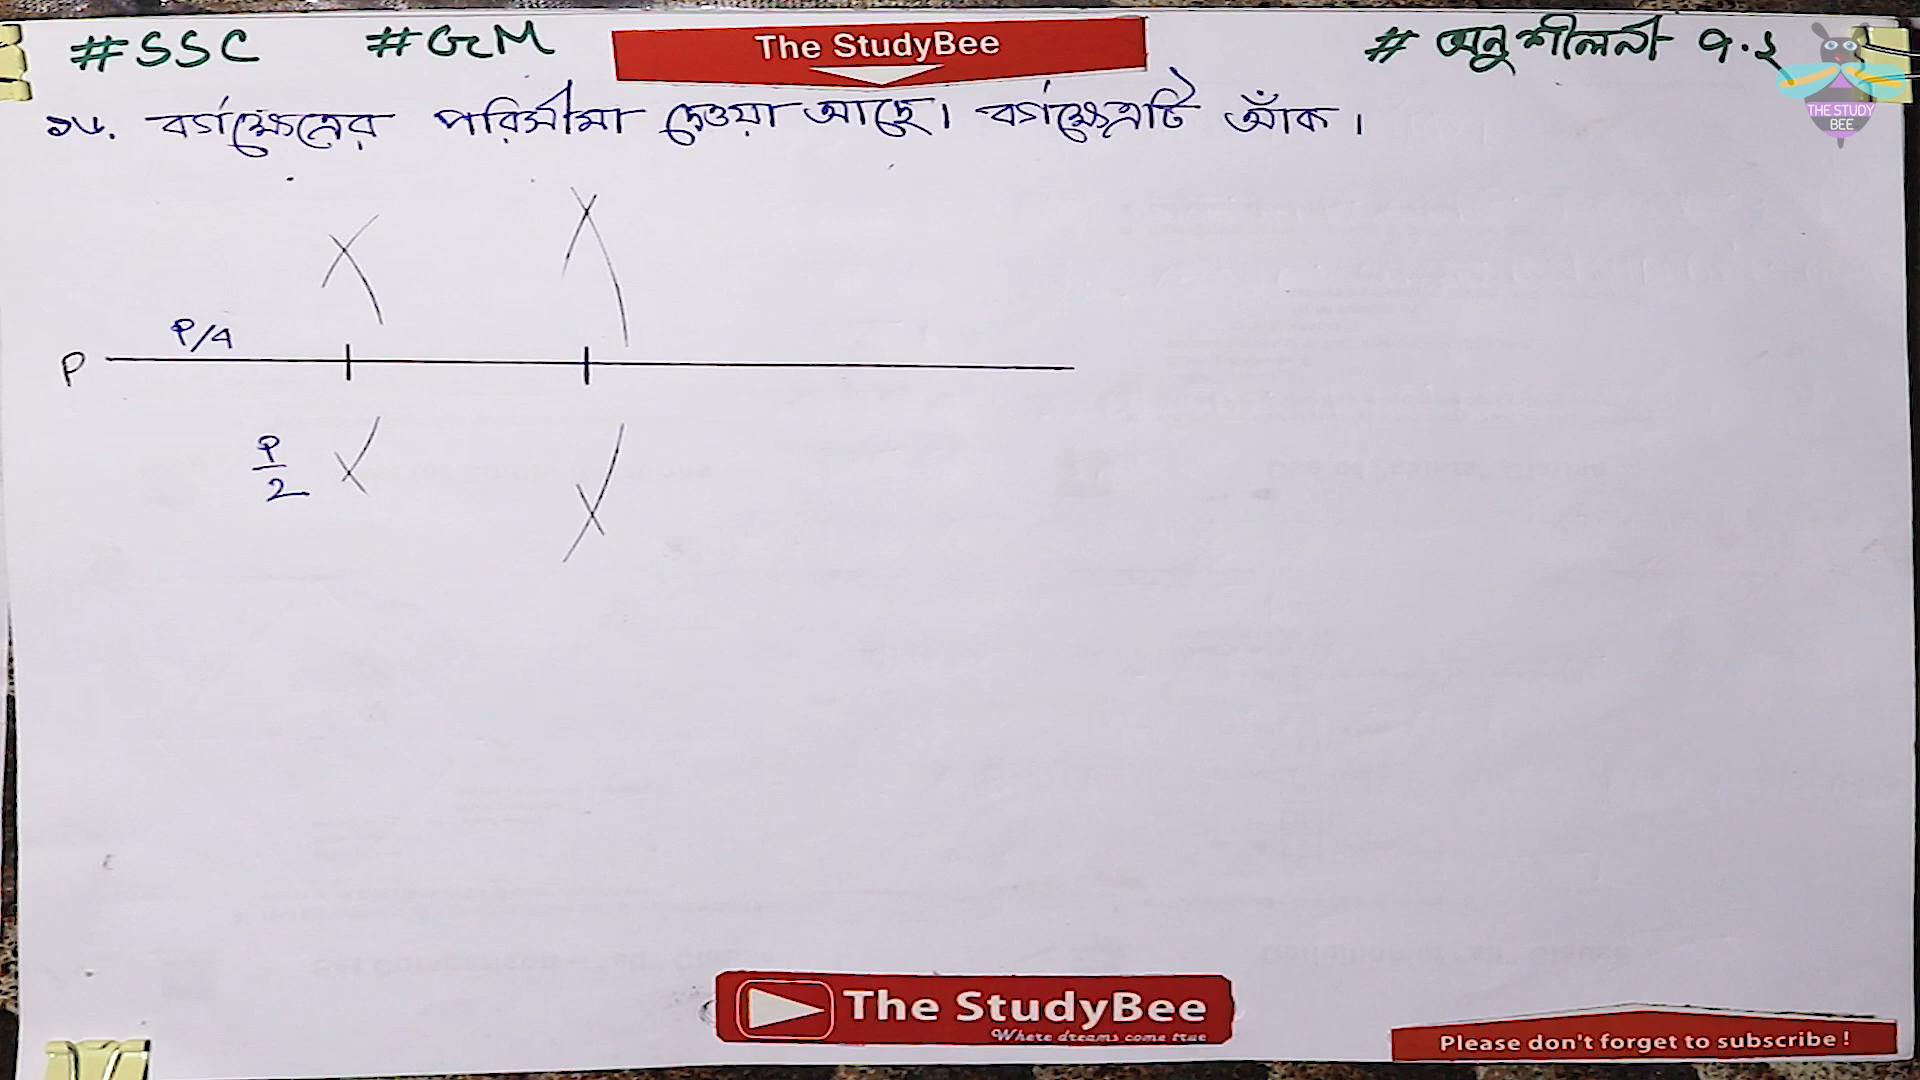 #SSC #GM The StudyBee # অনুশীলনী ৭.২
THE STUDY
BEE
১৮. বর্গক্ষেত্রের পরিসীমা দেওয়া আছে। বর্গক্ষেত্রটি আঁক।
P/4
P
P
2
The StudyBee
Where dreams come true
Please don't forget to subscribe !